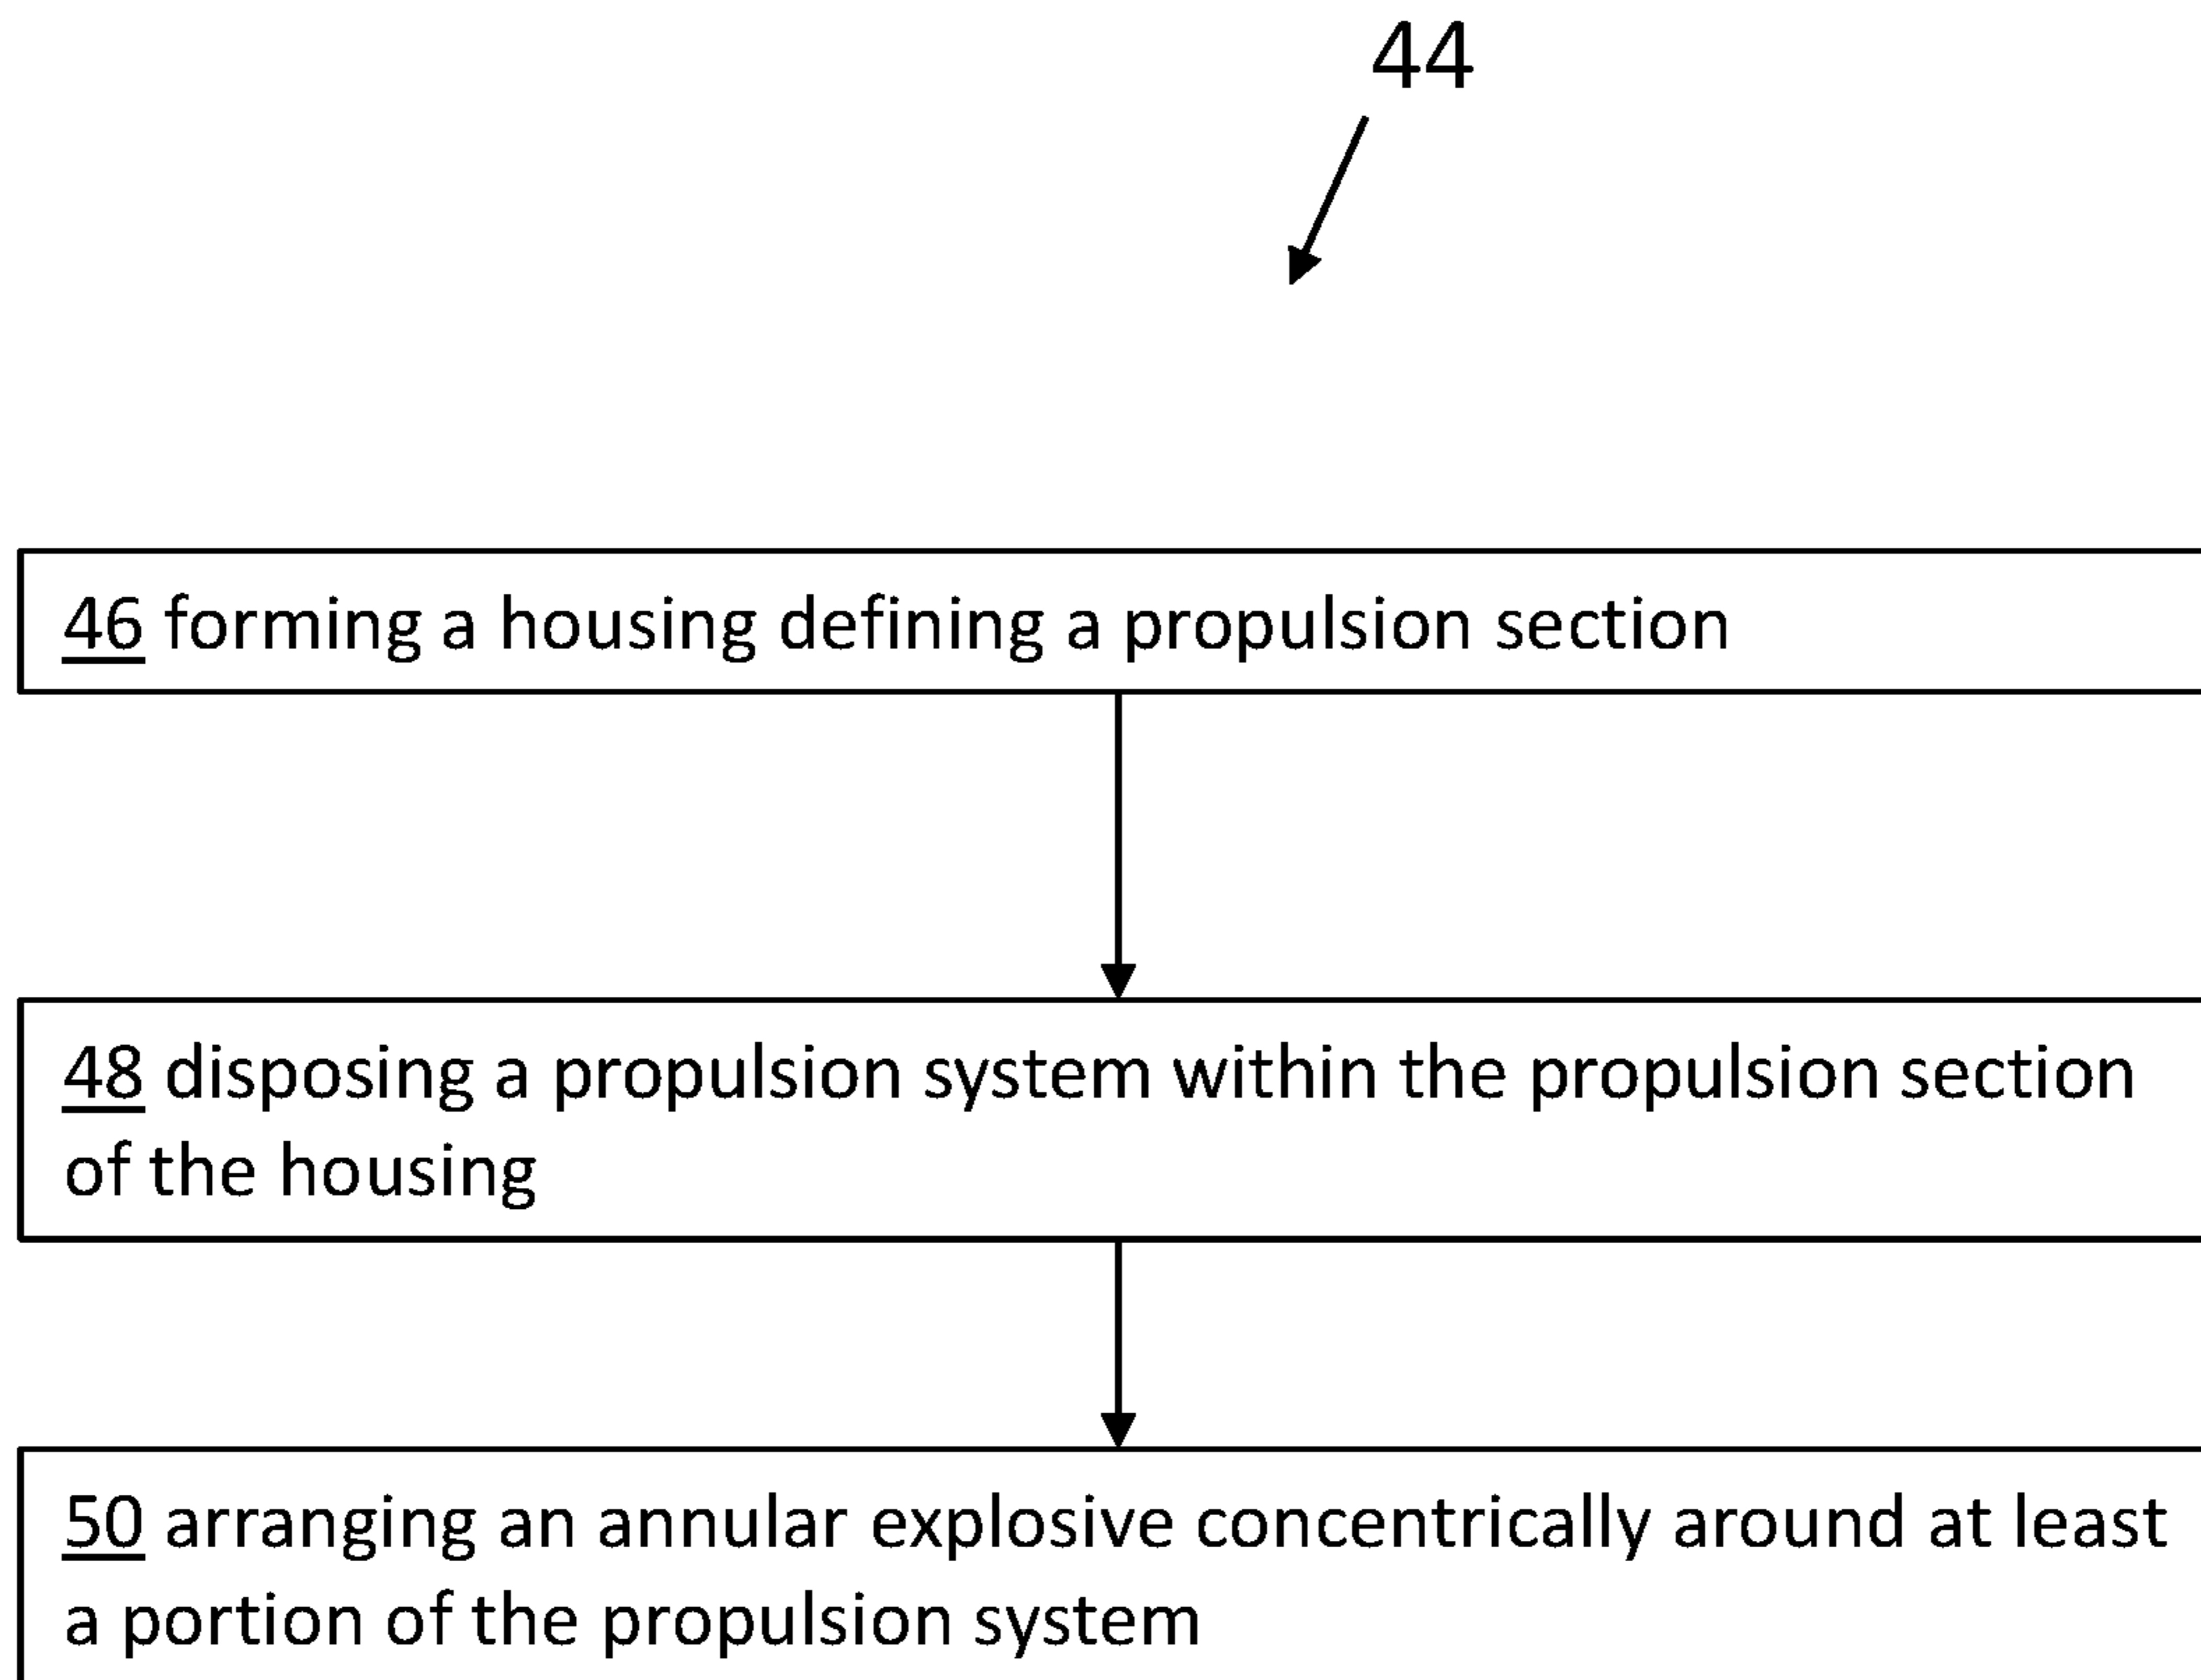 44
46 forming a housing defining a propulsion section
48 disposing a propulsion system within the propulsion section
of the housing
50 arranging an annular explosive concentrically around at least
a portion of the propulsion system